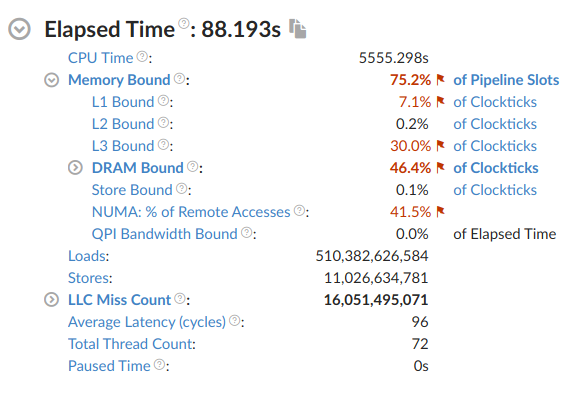 Elapsed Time: 88.193s
CPU Time: 5555.298s
Memory Bound: 75.2% of Pipeline Slots
L1 Bound: 7.1% of Clockticks
L2 Bound: 0.2% of Clockticks
L3 Bound: 30.0% of Clockticks
DRAM Bound: 46.4% of Clockticks
Store Bound: 0.1% of Clockticks
NUMA: % of Remote Accesses: 41.5%
QPI Bandwidth Bound: 0.0% of Elapsed Time
Loads: 510,382,626,584
Stores: 11,026,634,781
LLC Miss Count: 16,051,495,071
Average Latency (cycles): 96
Total Thread Count: 72
Paused Time: 0s